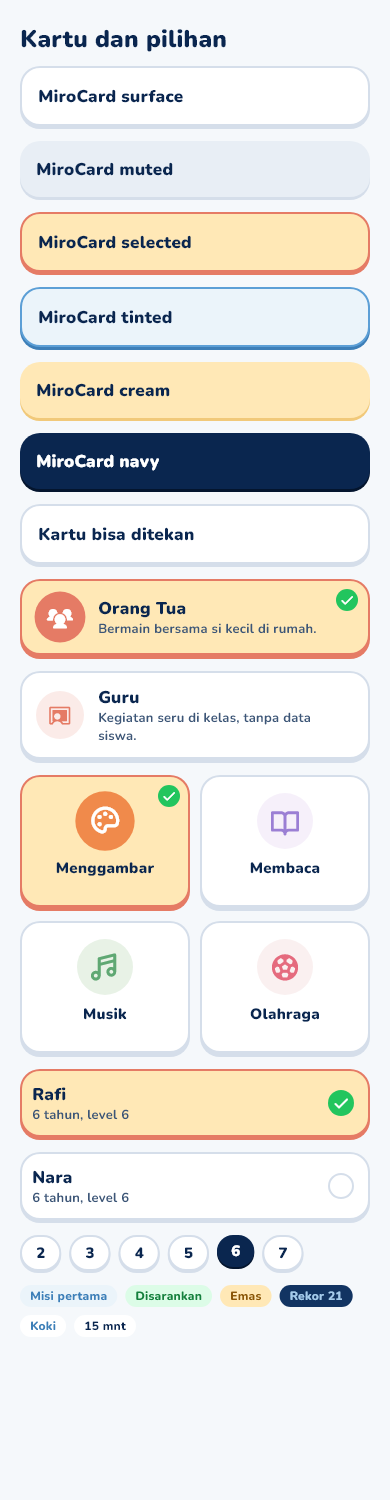 Kartu dan pilihan
MiroCard surface
MiroCard muted
MiroCard selected
MiroCard tinted
MiroCard cream
MiroCard navy
Kartu bisa ditekan
Orang Tua
Bermain bersama si kecil di rumah.
Guru
Kegiatan seru di kelas, tanpa data
siswa.
Menggambar
Membaca
Musik
Olahraga
Rafi
6 tahun, level 6
Nara
6 tahun, level 6
2 3 4 5 6 7
Misi pertama Disarankan Emas Rekor 21
Koki 15 mnt